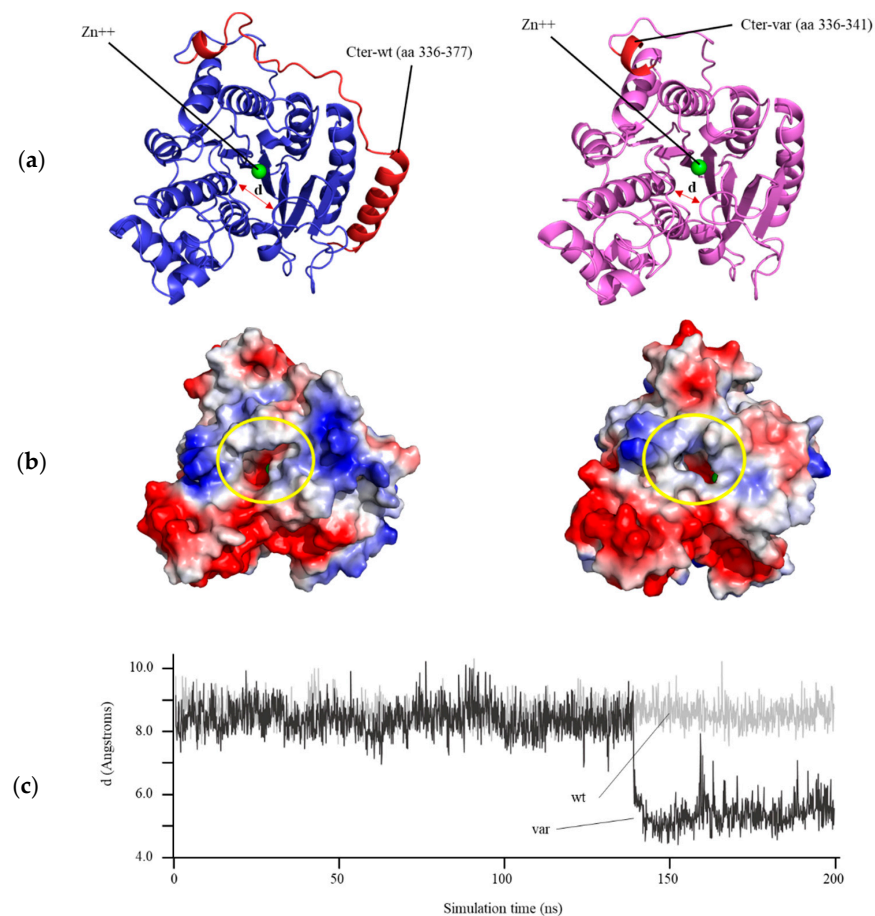 Zn++
Cter-wt (aa 336-377)
Cter-var (aa 336-341)
Zn++
(a)
d
d
(b)
(c)
10.0
8.0
6.0
4.0
d (Angstroms)
wt
var
0
50
100
150
200
Simulation time (ns)